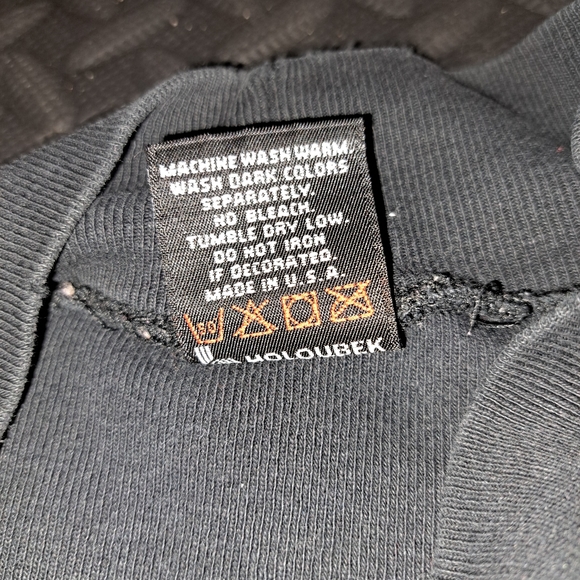 MACHINE WASH WARM.
WASH DARK COLORS
SEPARATELY.
NO BLEACH.
TUMBLE DRY LOW.
DO NOT IRON
IF DECORATED.
MADE IN U.S.A.
HOLOUBEK